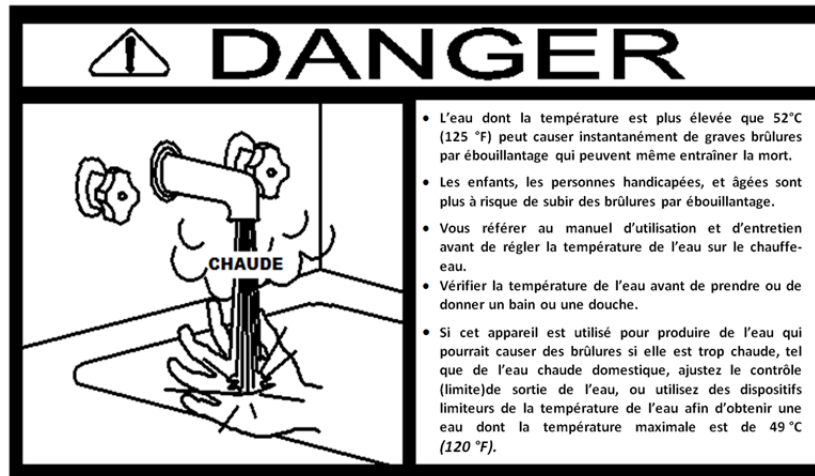 DANGER
CHAUDE
• L'eau dont la température est plus élevée que 52°C
(125 °F) peut causer instantanément de graves brûlures
par ébouillantage qui peuvent même entraîner la mort.
• Les enfants, les personnes handicapées, et âgées sont
plus à risque de subir des brûlures par ébouillantage.
• Vous référer au manuel d'utilisation et d'entretien
avant de régler la température de l'eau sur le chauffe-
eau.
• Vérifier la température de l'eau avant de prendre ou de
donner un bain ou une douche.
• Si cet appareil est utilisé pour produire de l'eau qui
pourrait causer des brûlures si elle est trop chaude, tel
que de l'eau chaude domestique, ajustez le contrôle
(limite)de sortie de l'eau, ou utilisez des dispositifs
limiteurs de la température de l'eau afin d'obtenir une
eau dont la température maximale est de 49 °C
(120 °F).